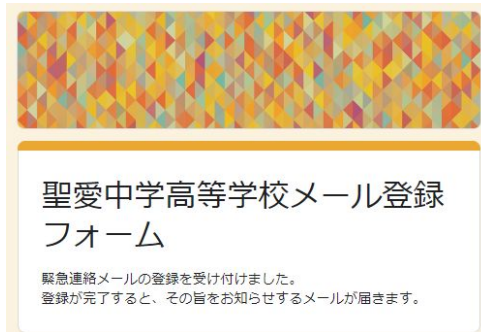 聖愛中学高等学校メール登録
フォーム
緊急連絡メールの登録を受け付けました。
登録が完了すると、その旨をお知らせするメールが届きます。